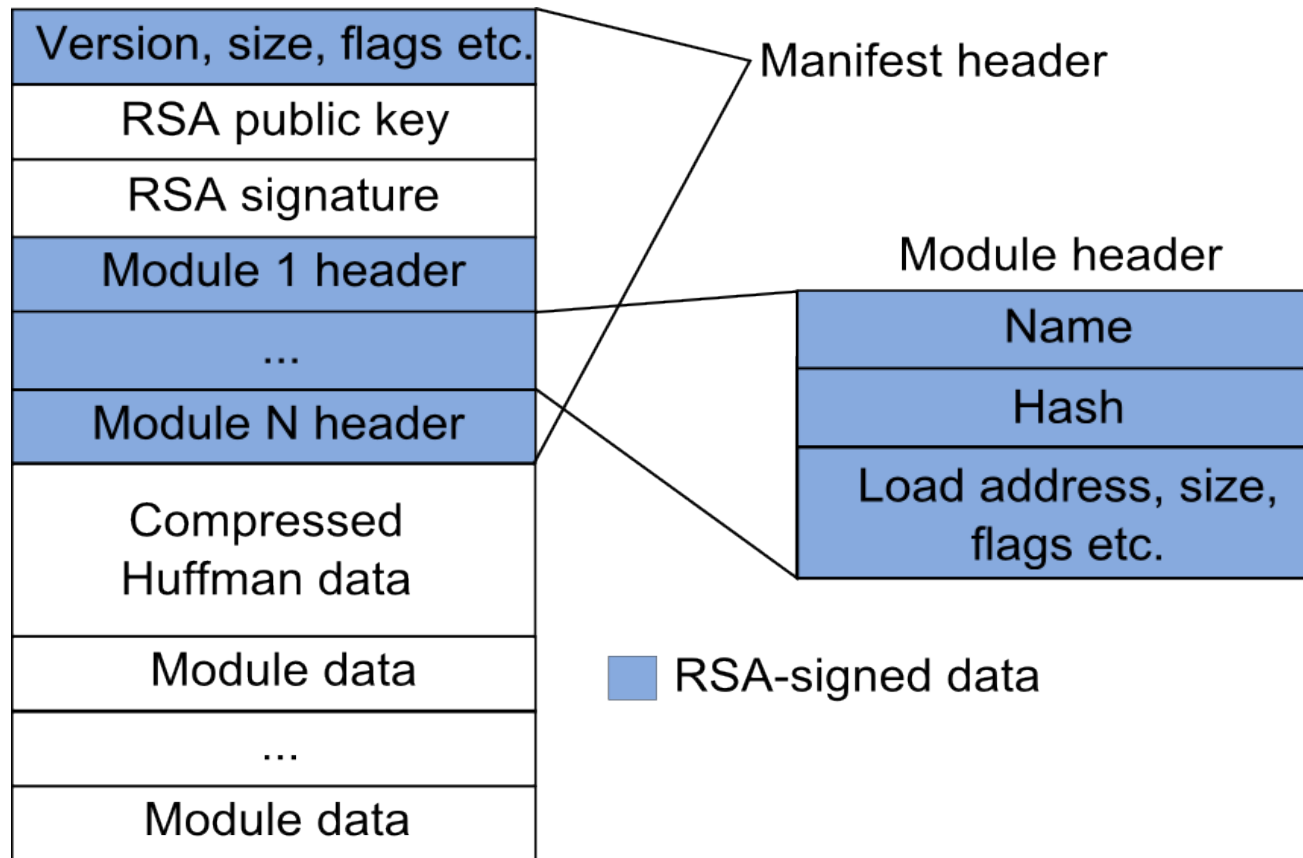 Version, size, flags etc.
RSA public key
RSA signature
Module 1 header
...
Module N header
Compressed
Huffman data
Module data
...
Module data
Manifest header
Module header
Name
Hash
Load address, size,
flags etc.
RSA-signed data